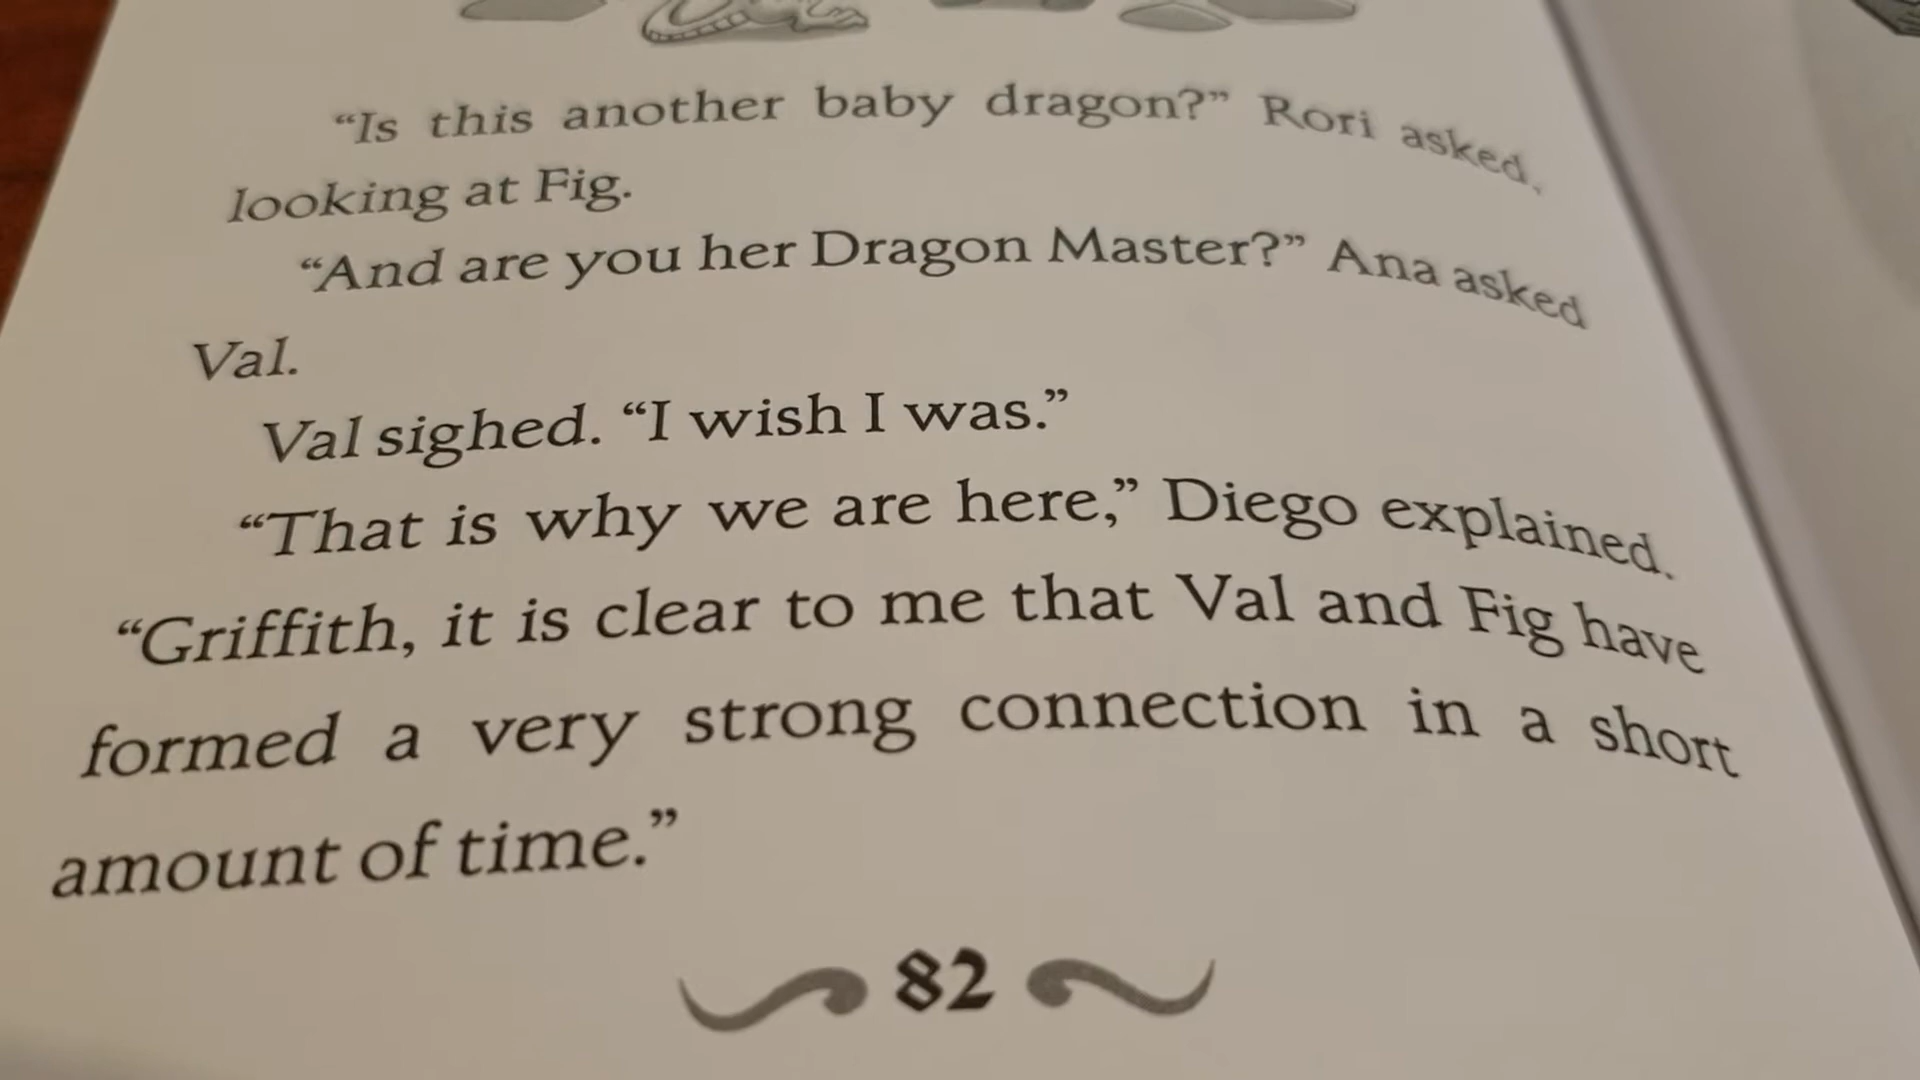 “Is this another baby dragon?” Rori asked,
looking at Fig.
“And are you her Dragon Master?” Ana asked
Val.
Val sighed. “I wish I was.”
“That is why we are here,” Diego explained.
“Griffith, it is clear to me that Val and Fig have
formed a very strong connection in a short
amount of time.”
82